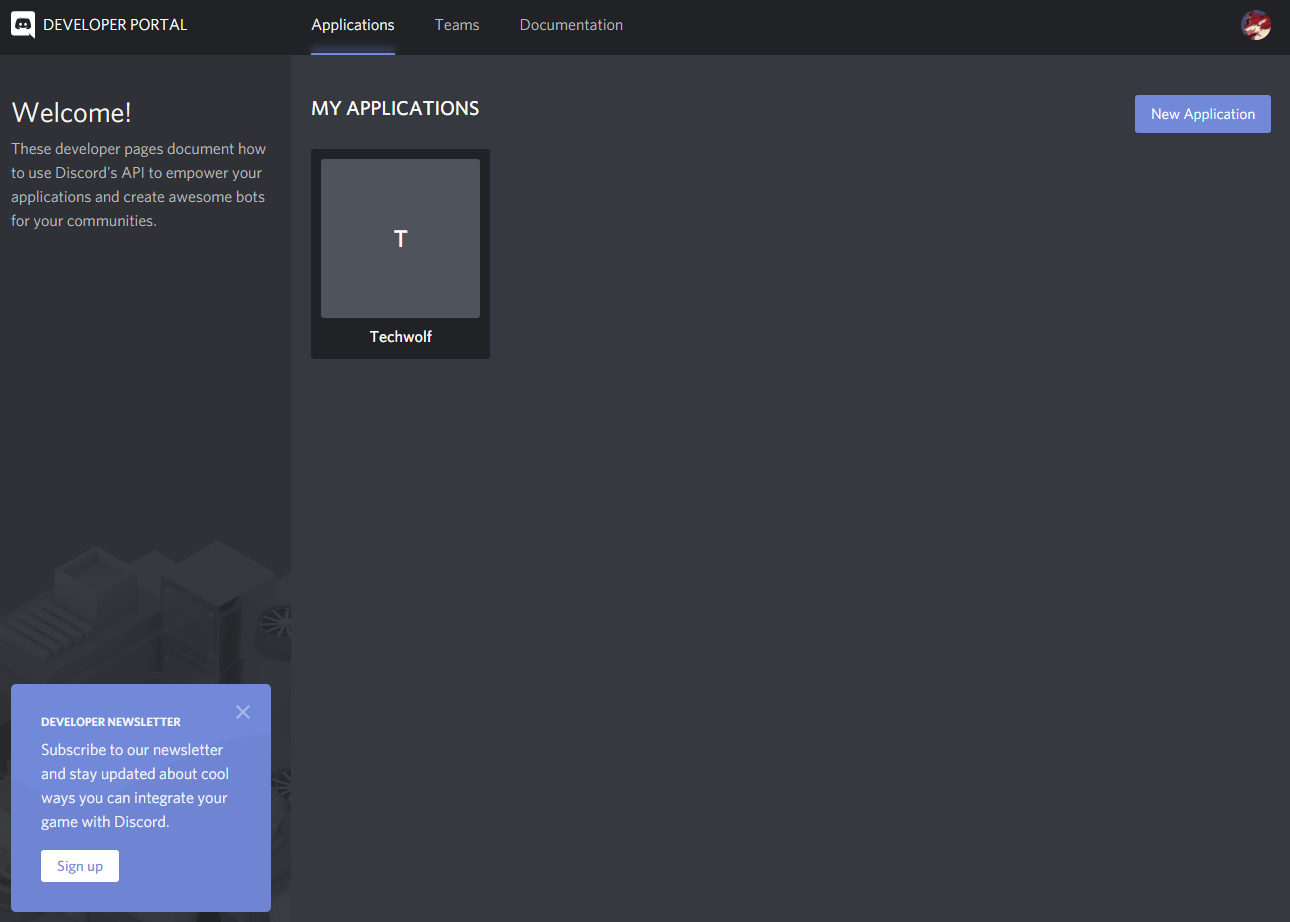 DEVELOPER PORTAL
Applications
Teams
Documentation
Welcome!
These developer pages document how
to use Discord's API to empower your
applications and create awesome bots
for your communities.
MY APPLICATIONS
New Application
T
Techwolf
DEVELOPER NEWSLETTER
Subscribe to our newsletter
and stay updated about cool
ways you can integrate your
game with Discord.
Sign up